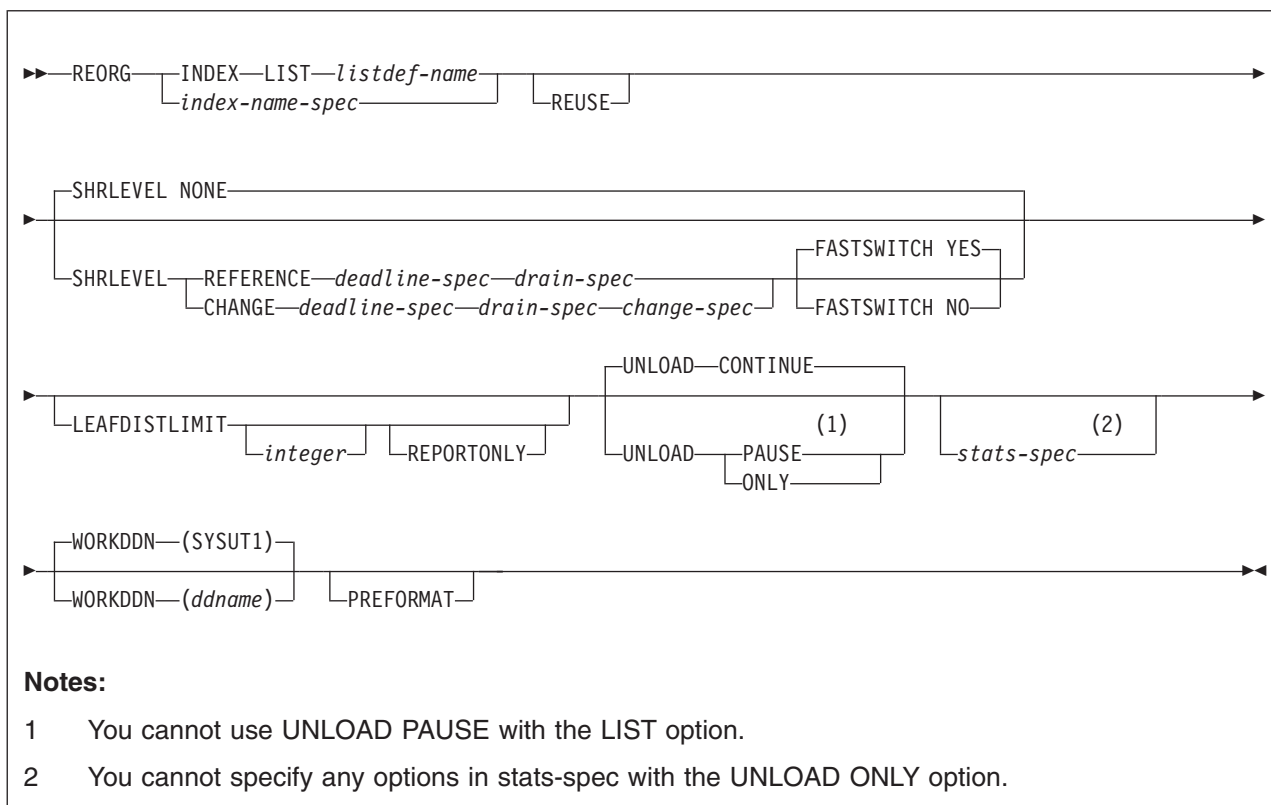 REORG INDEX LIST listdef-name
index-name-spec REUSE
SHRLEVEL NONE
FASTSWITCH YES
SHRLEVEL REFERENCE deadline-spec drain-spec
CHANGE deadline-spec drain-spec change-spec FASTSWITCH NO
UNLOAD CONTINUE
LEAFDISTLIMIT (1) (2)
integer REPORTONLY UNLOAD PAUSE stats-spec
ONLY
WORKDDN (SYSUT1)
WORKDDN (ddname) PREFORMAT
Notes:
1 You cannot use UNLOAD PAUSE with the LIST option.
2 You cannot specify any options in stats-spec with the UNLOAD ONLY option.